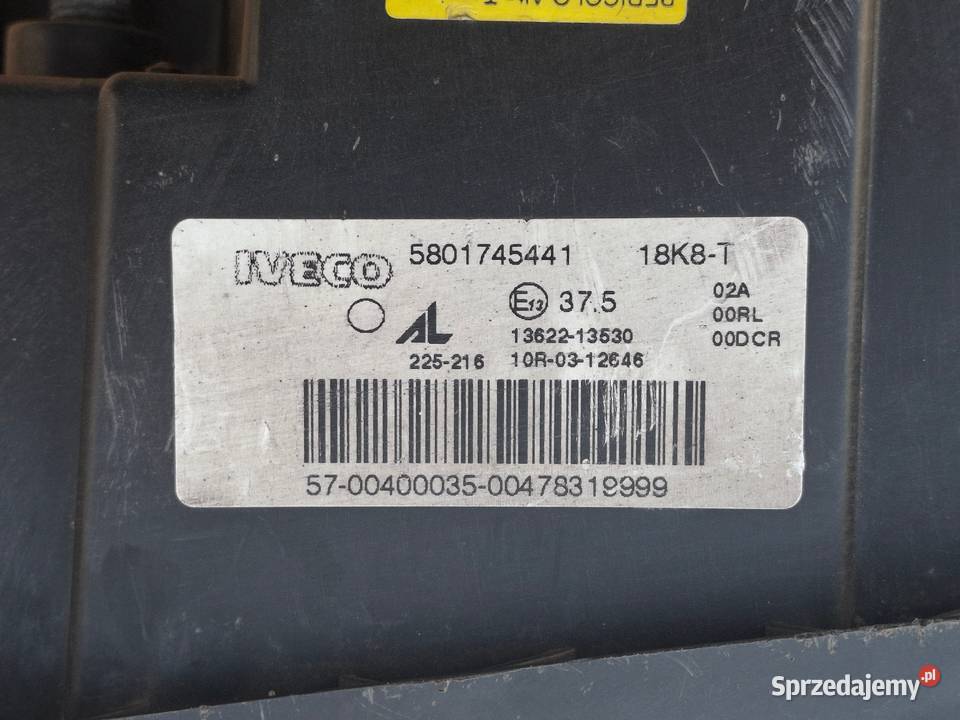 IVECO 5801745441 18K8-T
E13 37.5 02A
00RL
AL 13622-13530 00DCR
225-216 10R-03-12646
57-00400035-00478319999
Sprzedajemy.pl